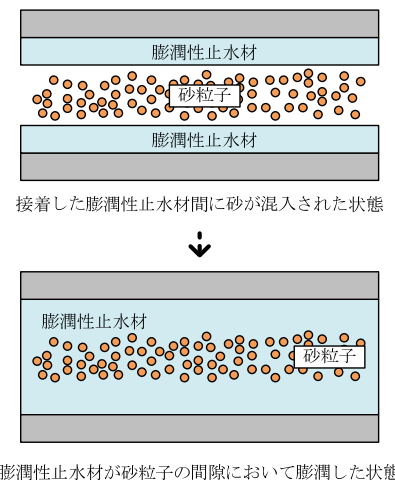 膨潤性止水材
砂粒子
膨潤性止水材
接着した膨潤性止水材間に砂が混入された状態
膨潤性止水材
砂粒子
膨潤性止水材が砂粒子の間隙において膨潤した状態